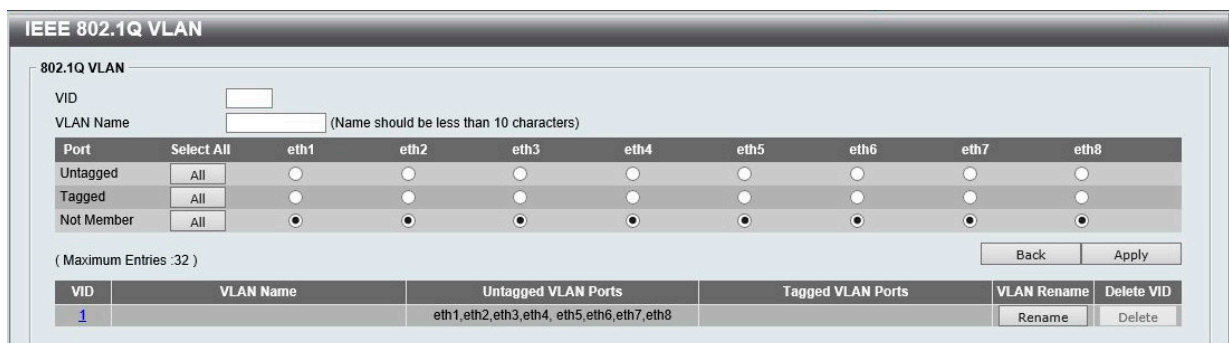 IEEE 802.1Q VLAN
802.1Q VLAN
VID
VLAN Name (Name should be less than 10 characters)
Port Select All eth1 eth2 eth3 eth4 eth5 eth6 eth7 eth8
Untagged All
Tagged All
Not Member All
( Maximum Entries :32 ) Back Apply
VID VLAN Name Untagged VLAN Ports Tagged VLAN Ports VLAN Rename Delete VID
1 eth1,eth2,eth3,eth4, eth5,eth6,eth7,eth8 Rename Delete